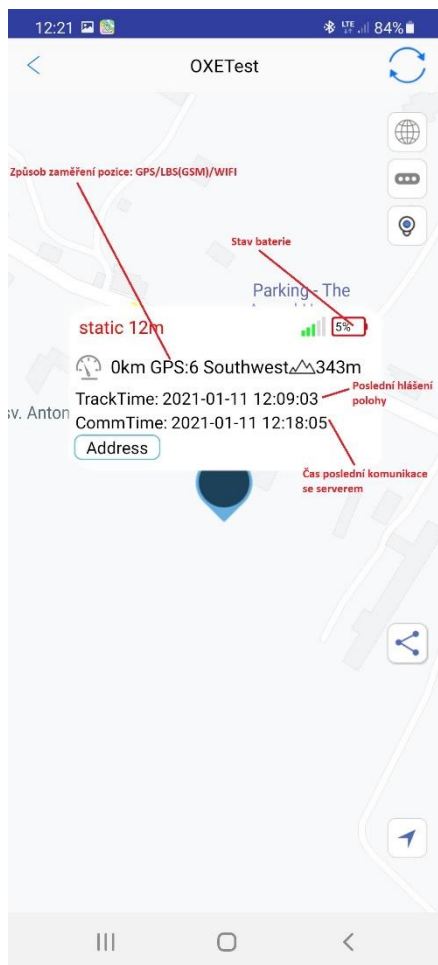 12:21 LTE 84%
OXETest
Způsob zaměření pozice: GPS/LBS(GSM)/WIFI
Stav baterie
Parking - The
static 12m 5%
0km GPS:6 Southwest 343m
TrackTime: 2021-01-11 12:09:03
Poslední hlášení
polohy
sv. Anton
CommTime: 2021-01-11 12:18:05
Address
Čas poslední komunikace
se serverem